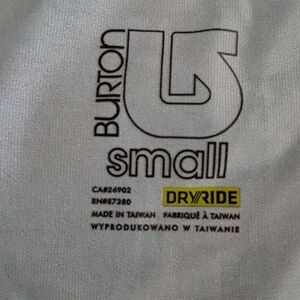 BURTON
small
CA#26902
RN#87380
DRYRIDE
MADE IN TAIWAN FABRIQUÉ À TAIWAN
WYPRODUKOWANO W TAIWANIE